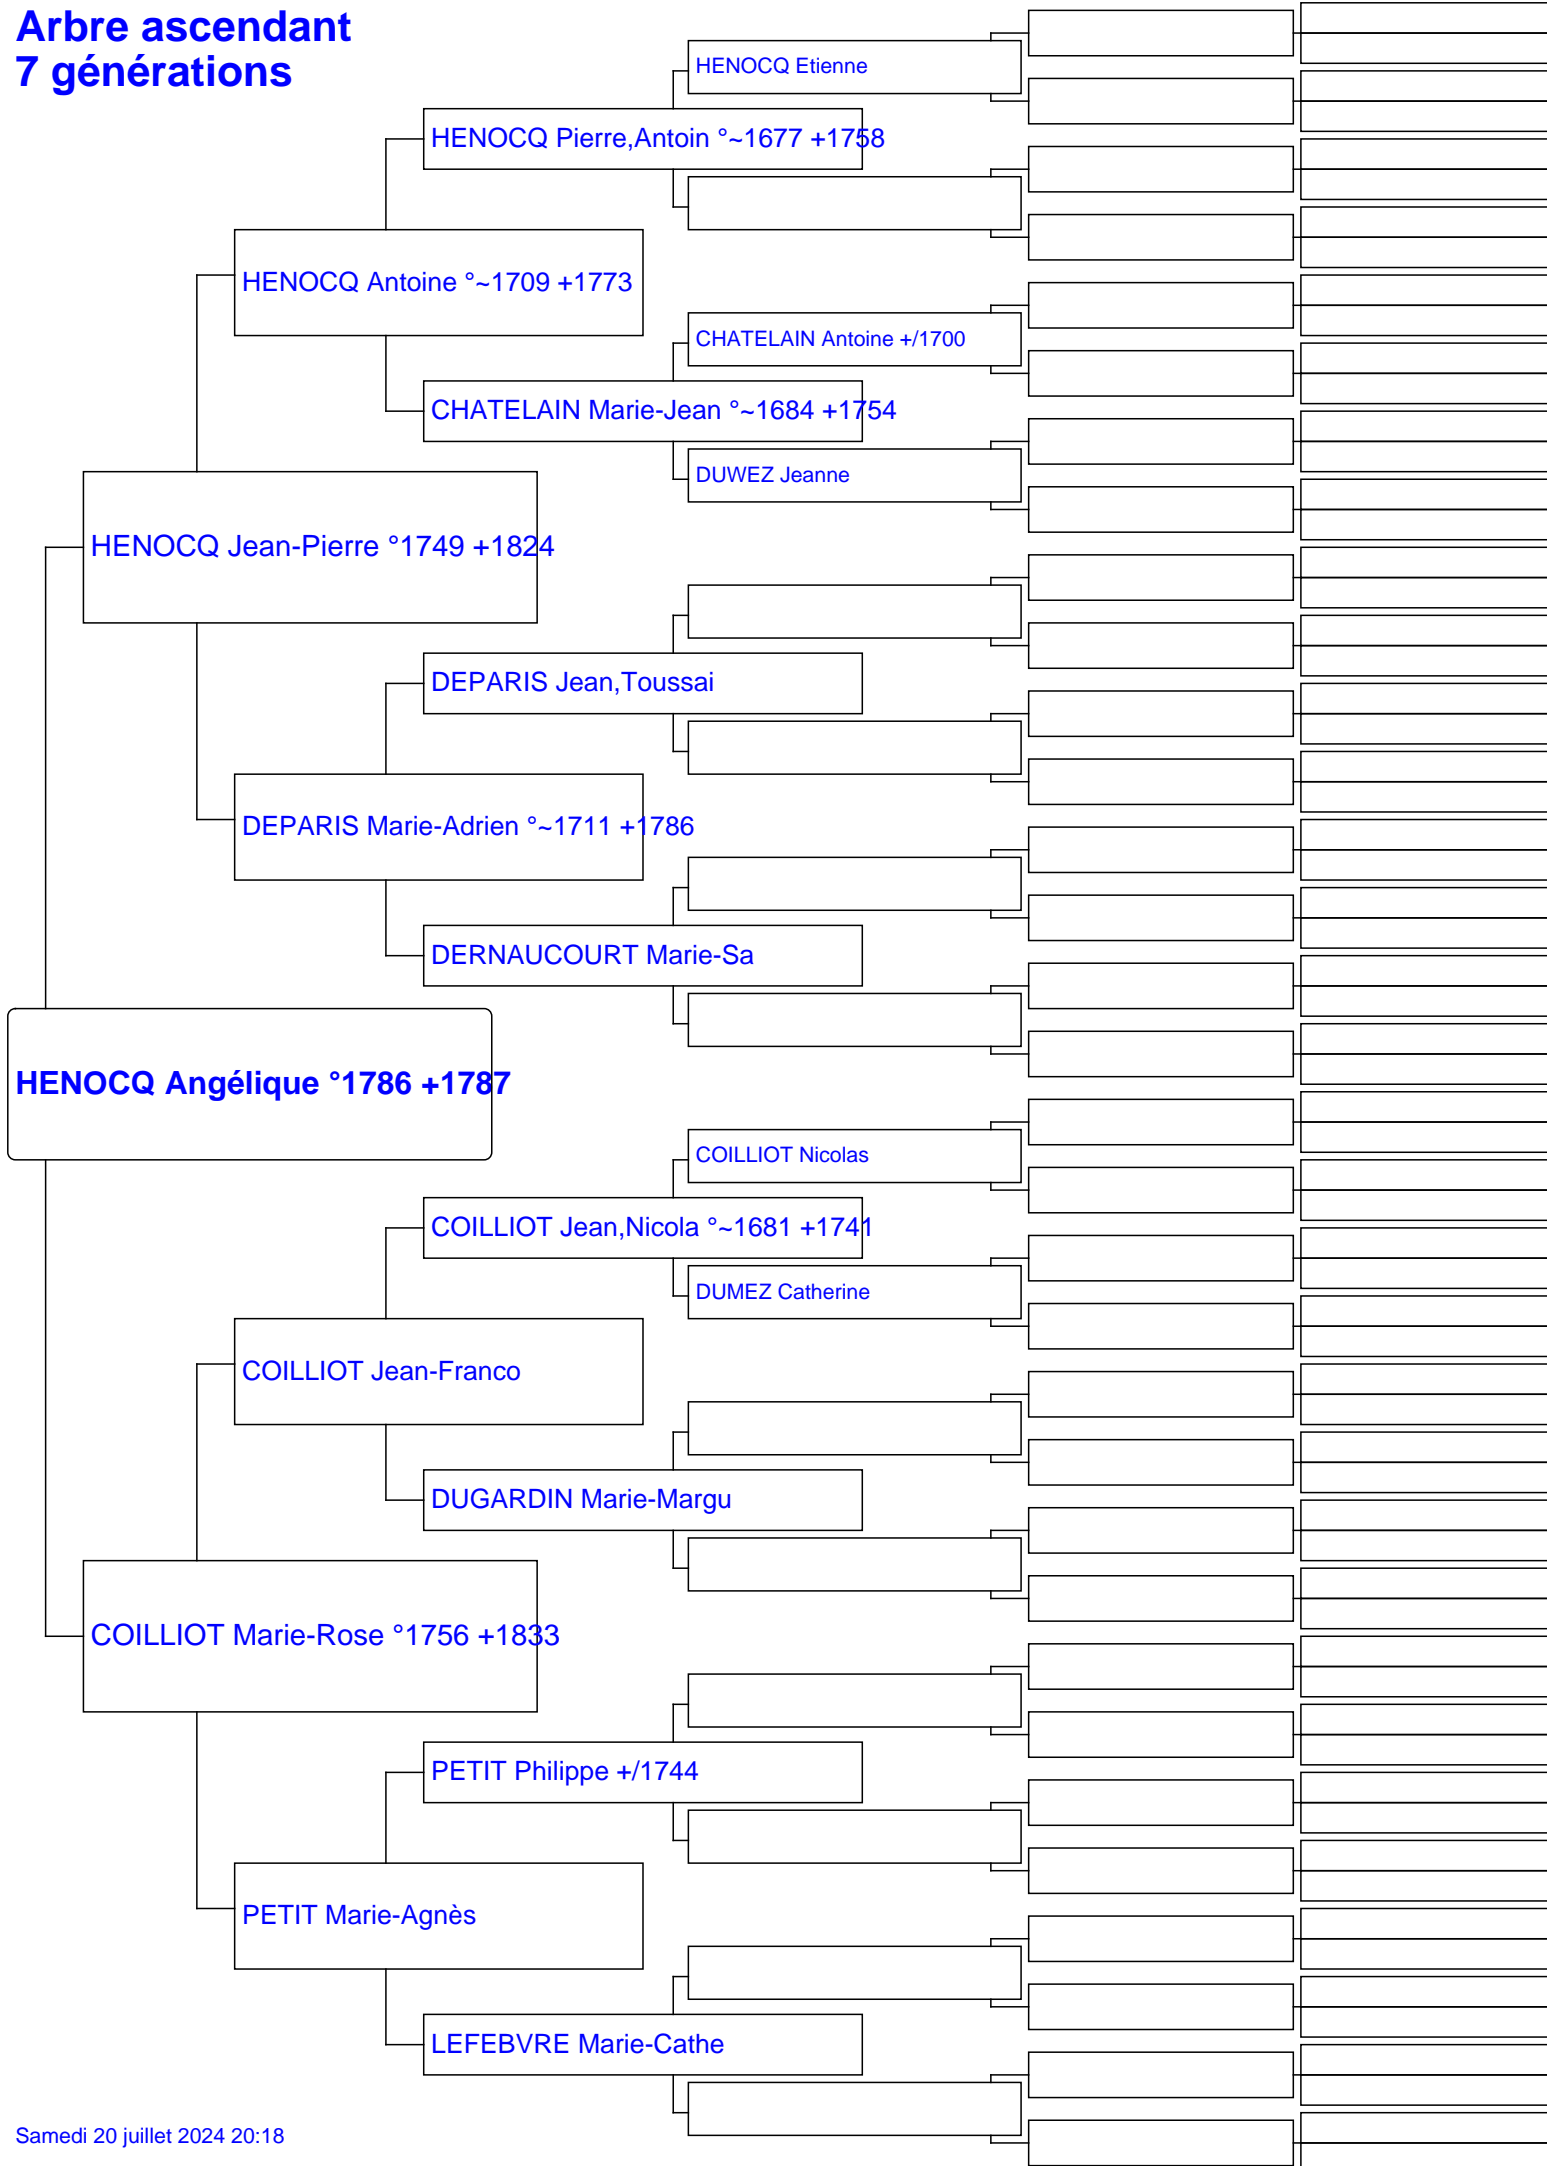 Arbre ascendant
7 générations
HENOCQ Etienne
HENOCQ Pierre,Antoin °~1677 +1758
HENOCQ Antoine °~1709 +1773
CHATELAIN Antoine +/1700
CHATELAIN Marie-Jean °~1684 +1754
DUWEZ Jeanne
HENOCQ Jean-Pierre °1749 +1824
DEPARIS Jean,Toussai
DEPARIS Marie-Adrien °~1711 +1786
DERNAUCOURT Marie-Sa
HENOCQ Angélique °1786 +1787
COILLIOT Nicolas
COILLIOT Jean,Nicola °~1681 +1741
DUMEZ Catherine
COILLIOT Jean-Franco
DUGARDIN Marie-Margu
COILLIOT Marie-Rose °1756 +1833
PETIT Philippe +/1744
PETIT Marie-Agnès
LEFEBVRE Marie-Cathe
Samedi 20 juillet 2024 20:18